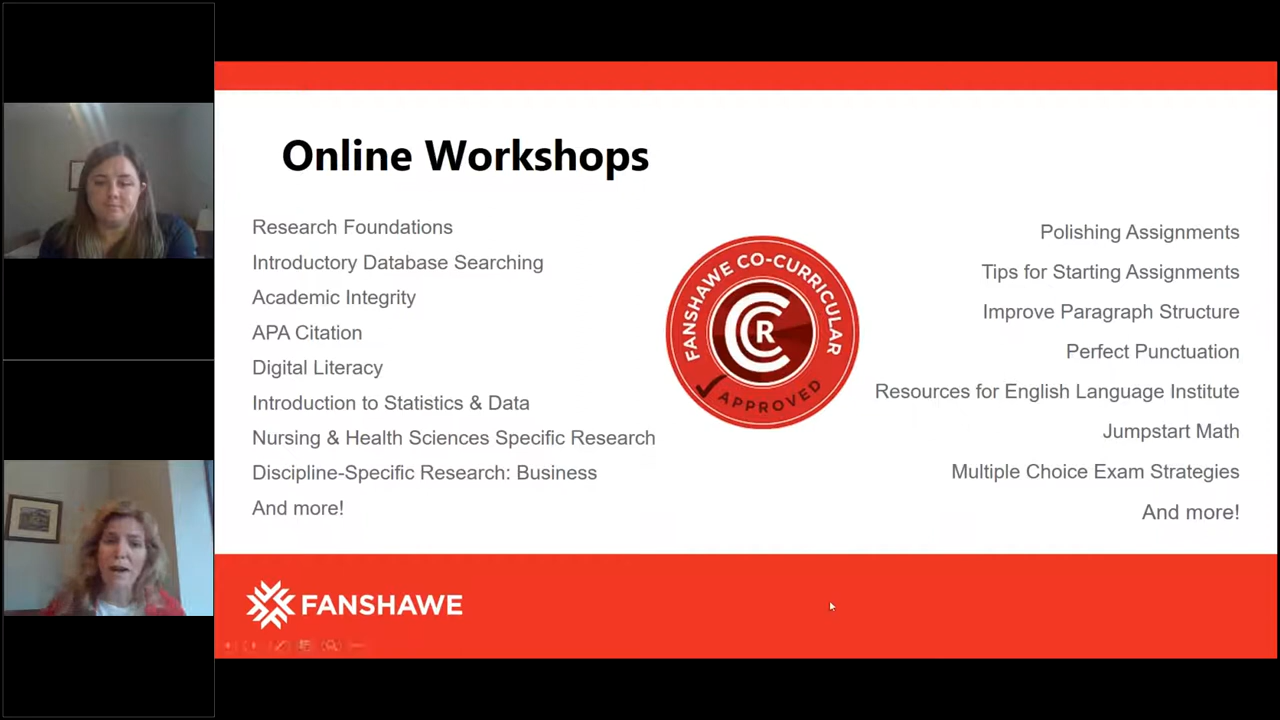 Online Workshops
Research Foundations
Introductory Database Searching
Academic Integrity
APA Citation
Digital Literacy
Introduction to Statistics & Data
Nursing & Health Sciences Specific Research
Discipline-Specific Research: Business
And more!
FANSHAWE CO-CURRICULAR
CCR
APPROVED
Polishing Assignments
Tips for Starting Assignments
Improve Paragraph Structure
Perfect Punctuation
Resources for English Language Institute
Jumpstart Math
Multiple Choice Exam Strategies
And more!
FANSHAWE